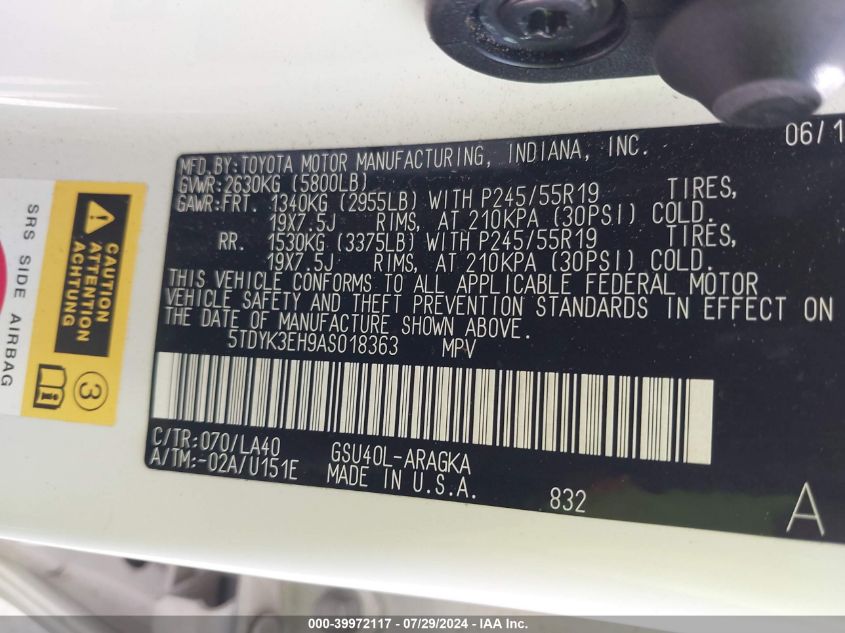 06/1
MFD.BY:TOYOTA MOTOR MANUFACTURING, INDIANA, INC.
GVWR:2630KG (5800LB)
GAWR:FRT. 1340KG (2955LB) WITH P245/55R19 TIRES,
19X7.5J RIMS, AT 210KPA (30PSI) COLD.
RR. 1530KG (3375LB) WITH P245/55R19 TIRES,
19X7.5J RIMS, AT 210KPA (30PSI) COLD.
THIS VEHICLE CONFORMS TO ALL APPLICABLE FEDERAL MOTOR
VEHICLE SAFETY AND THEFT PREVENTION STANDARDS IN EFFECT ON
THE DATE OF MANUFACTURE SHOWN ABOVE.
5TDYK3EH9AS018363 MPV
C/TR:070/LA40 GSU40L-ARAGKA
A/TM:-02A/U151E MADE IN U.S.A.
832
A
SRS SIDE AIRBAG
CAUTION
ATTENTION
ACHTUNG
3
000-39972117 - 07/29/2024 - IAA Inc.